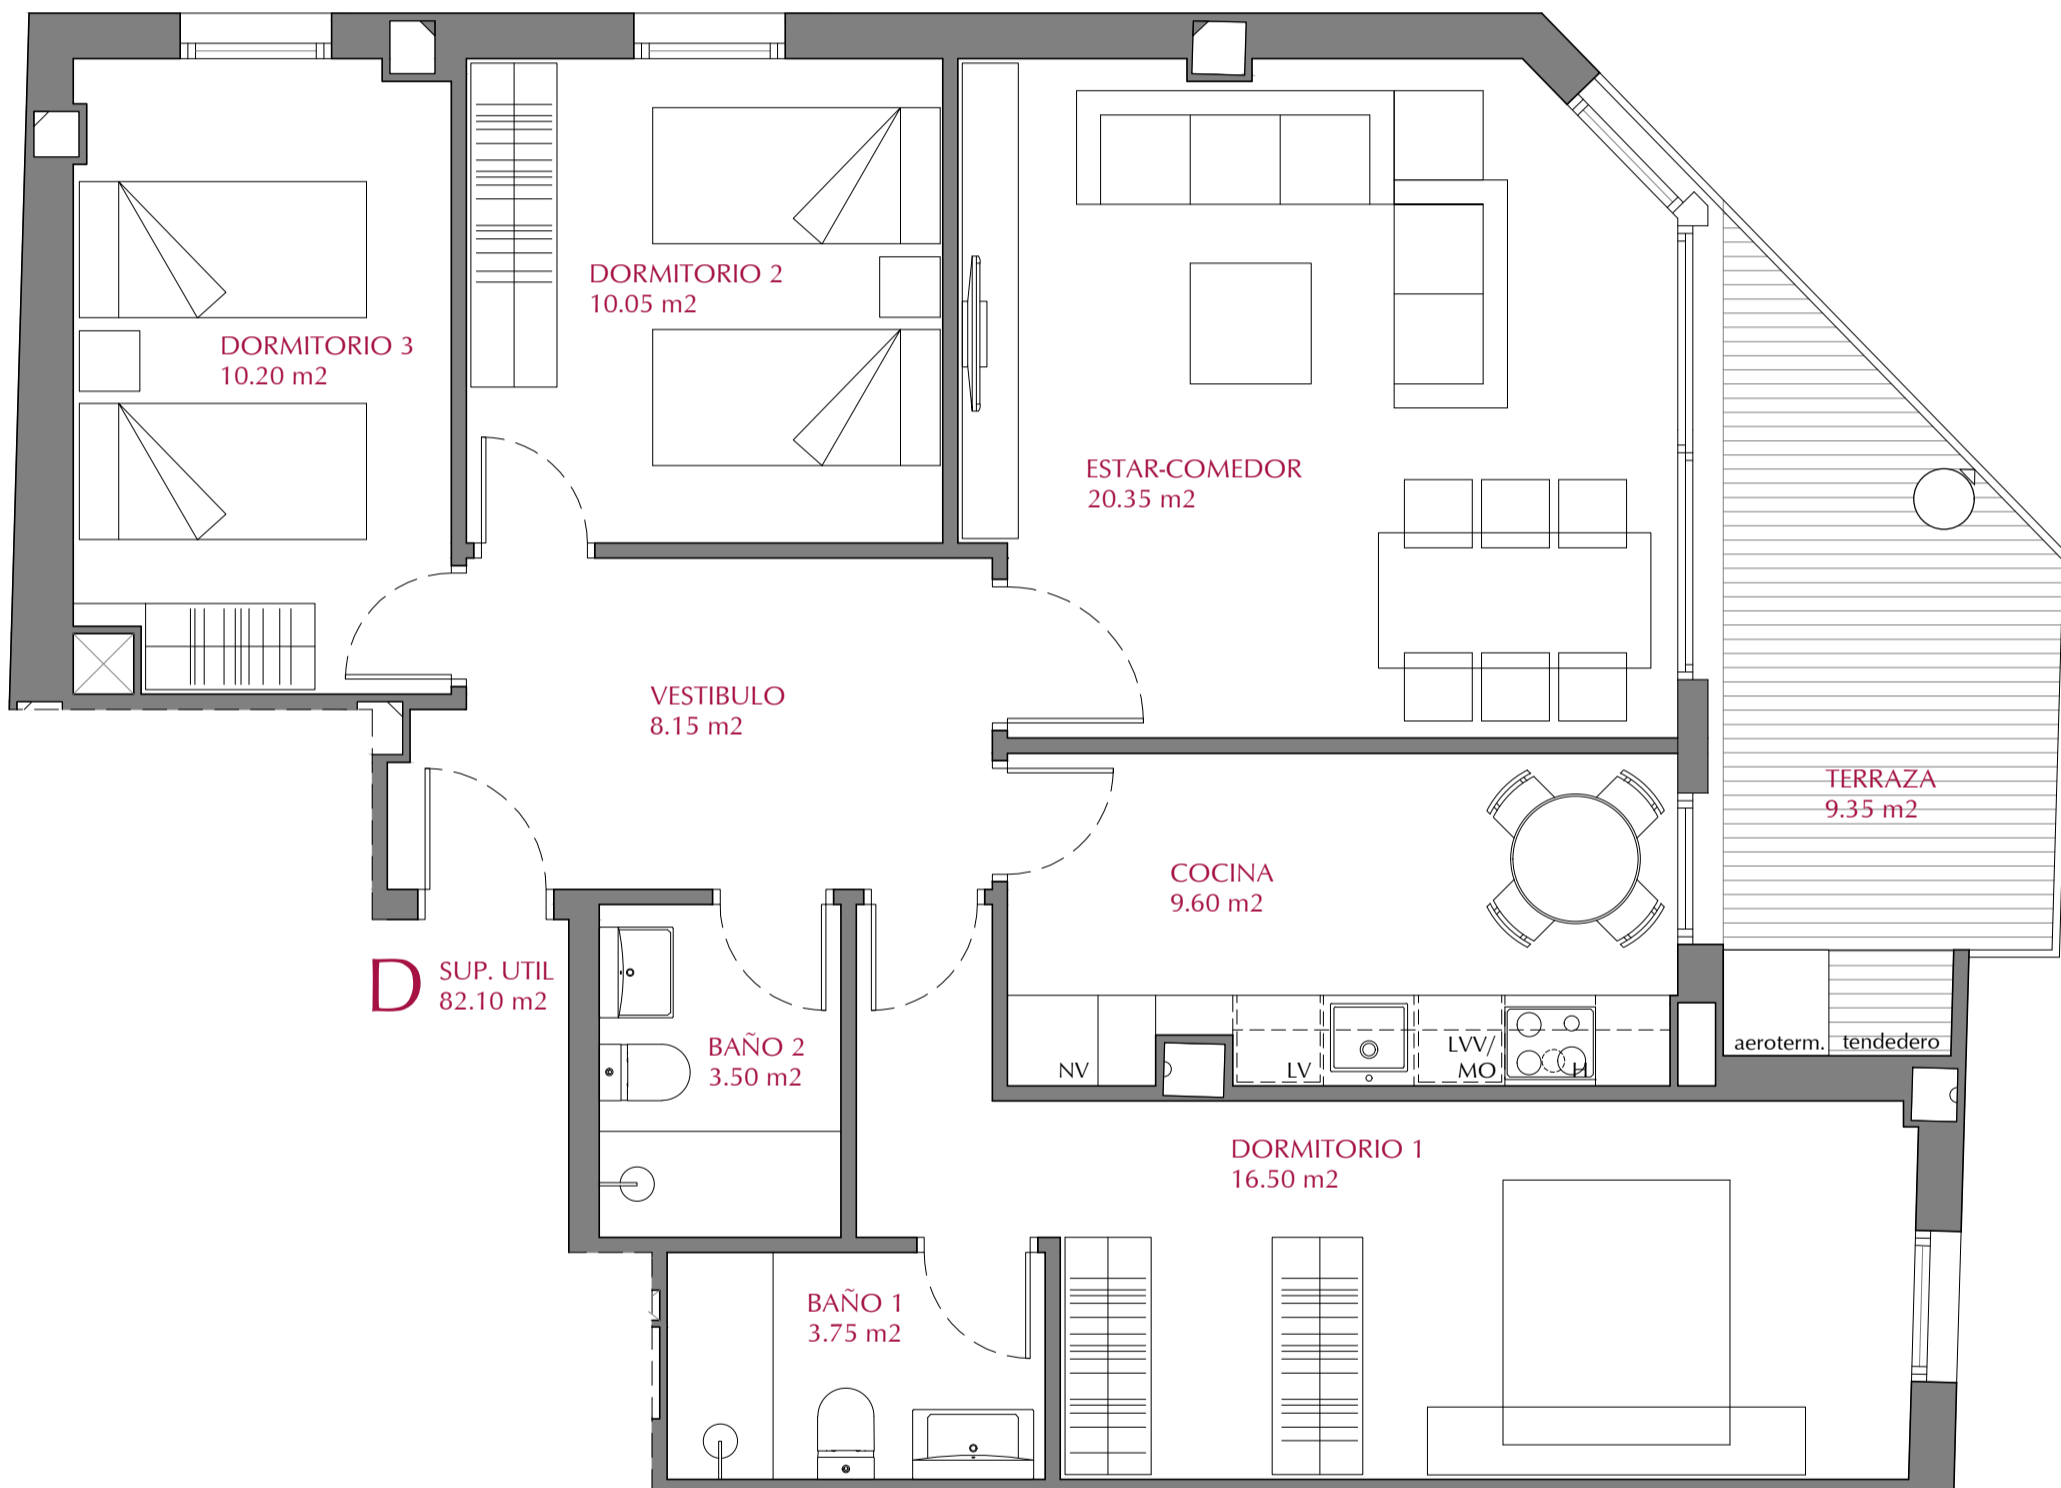 DORMITORIO 2
10.05 m2
DORMITORIO 3
10.20 m2
ESTAR-COMEDOR
20.35 m2
VESTIBULO
8.15 m2
TERRAZA
9.35 m2
COCINA
9.60 m2
D
SUP. UTIL
82.10 m2
BAÑO 2
3.50 m2
NV
LV
LVV/
MO
H
aeroterm.
tendedero
DORMITORIO 1
16.50 m2
BAÑO 1
3.75 m2